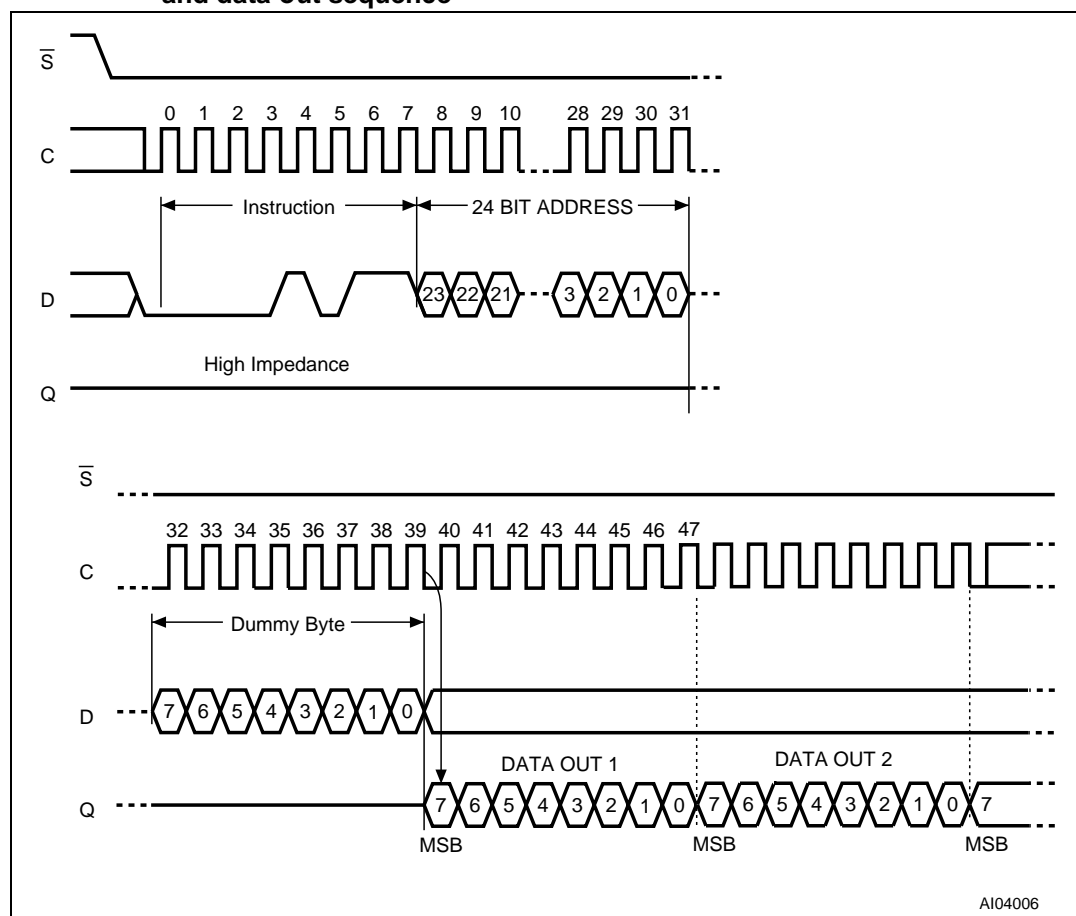 and data-out sequence
S
0 1 2 3 4 5 6 7 8 9 10 28 29 30 31
C
Instruction 24 BIT ADDRESS
D 23 22 21 3 2 1 0
High Impedance
Q
S
32 33 34 35 36 37 38 39 40 41 42 43 44 45 46 47
C
Dummy Byte
D 7 6 5 4 3 2 1 0
DATA OUT 1 DATA OUT 2
Q 7 6 5 4 3 2 1 0 7 6 5 4 3 2 1 0 7
MSB MSB MSB
AI04006